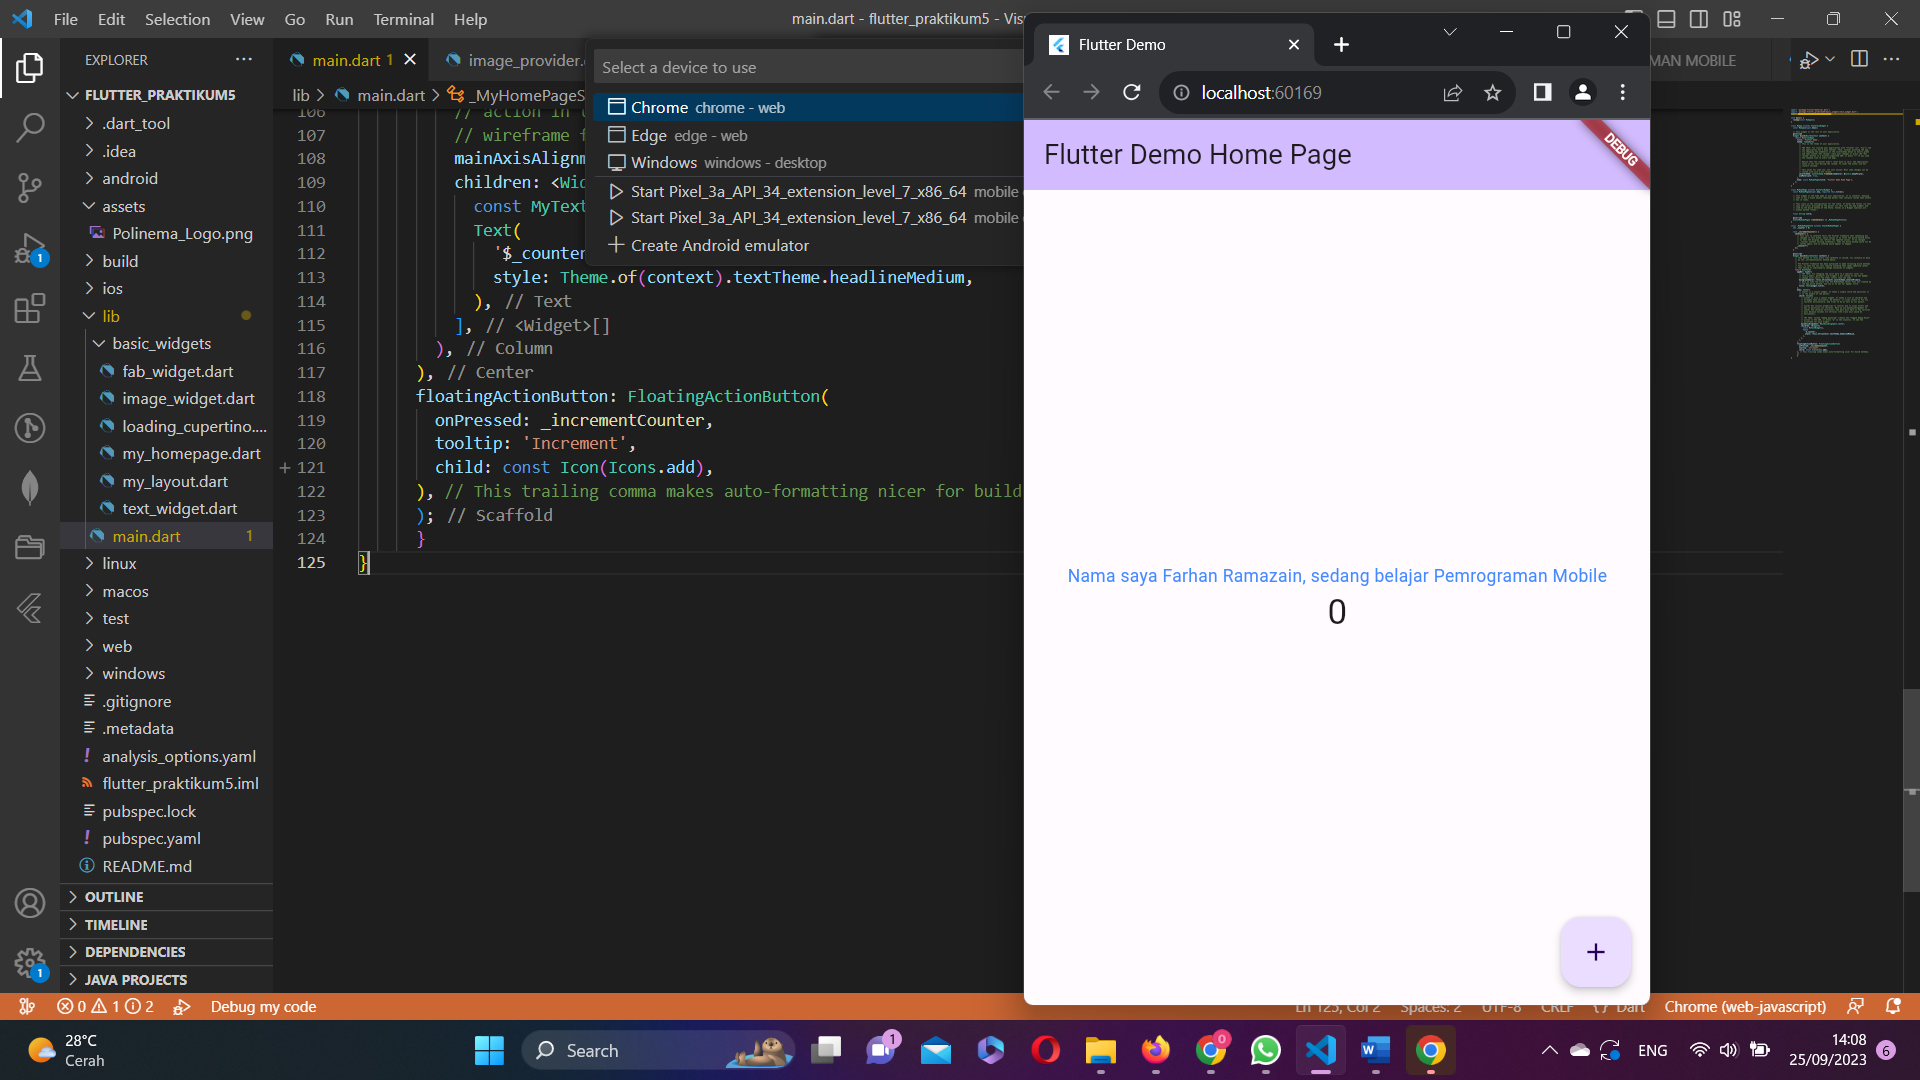 File Edit Selection View Go Run Terminal Help
main.dart - flutter_praktikum5 -
EXPLORER
main.dart 1
image_provider.
MAN MOBILE
FLUTTER_PRAKTIKUM5
.dart_tool
.idea
android
assets
Polinema_Logo.png
build
ios
lib
basic_widgets
fab_widget.dart
image_widget.dart
loading_cupertino....
my_homepage.dart
my_layout.dart
text_widget.dart
main.dart 1
linux
macos
test
web
windows
.gitignore
.metadata
analysis_options.yaml
flutter_praktikum5.iml
pubspec.lock
pubspec.yaml
README.md
OUTLINE
TIMELINE
DEPENDENCIES
JAVA PROJECTS
lib > main.dart > _MyHomePageS
Select a device to use
Chrome chrome - web
Edge edge - web
Windows windows - desktop
Start Pixel_3a_API_34_extension_level_7_x86_64 mobile
Start Pixel_3a_API_34_extension_level_7_x86_64 mobile
Create Android emulator
106 // action in
107 // wireframe
108 mainAxisAlignm
109 children: <Wid
110 const MyText
111 Text(
112 '$_counter
113 style: Theme.of(context).textTheme.headlineMedium,
114 ), // Text
115 ], // <Widget>[]
116 ), // Column
117 ), // Center
118 floatingActionButton: FloatingActionButton(
119 onPressed: _incrementCounter,
120 tooltip: 'Increment',
121 child: const Icon(Icons.add),
122 ), // This trailing comma makes auto-formatting nicer for build
123 ); // Scaffold
124 }
125 }
Flutter Demo
localhost:60169
Flutter Demo Home Page
DEBUG
Nama saya Farhan Ramazain, sedang belajar Pemrograman Mobile
0
+
0 1 2 Debug my code
Ln 125, Col 2 Spaces: 2 UTF-8 CRLF {} Dart Chrome (web-javascript)
28°C
Cerah
Search
ENG
14:08
25/09/2023
6